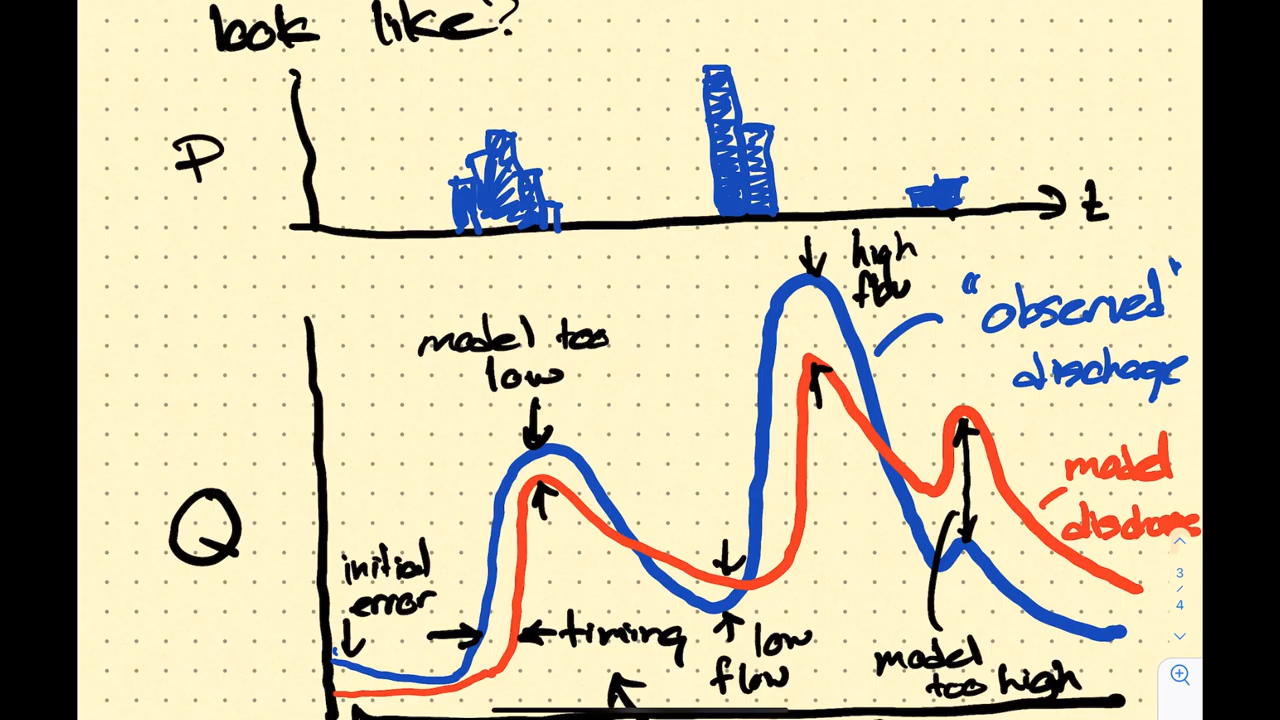 look like?
P
t
high
flow
"observed"
discharge
model too
low
model
discharge
Q
initial
error
timing
low
flow
model
too high
3
/
4